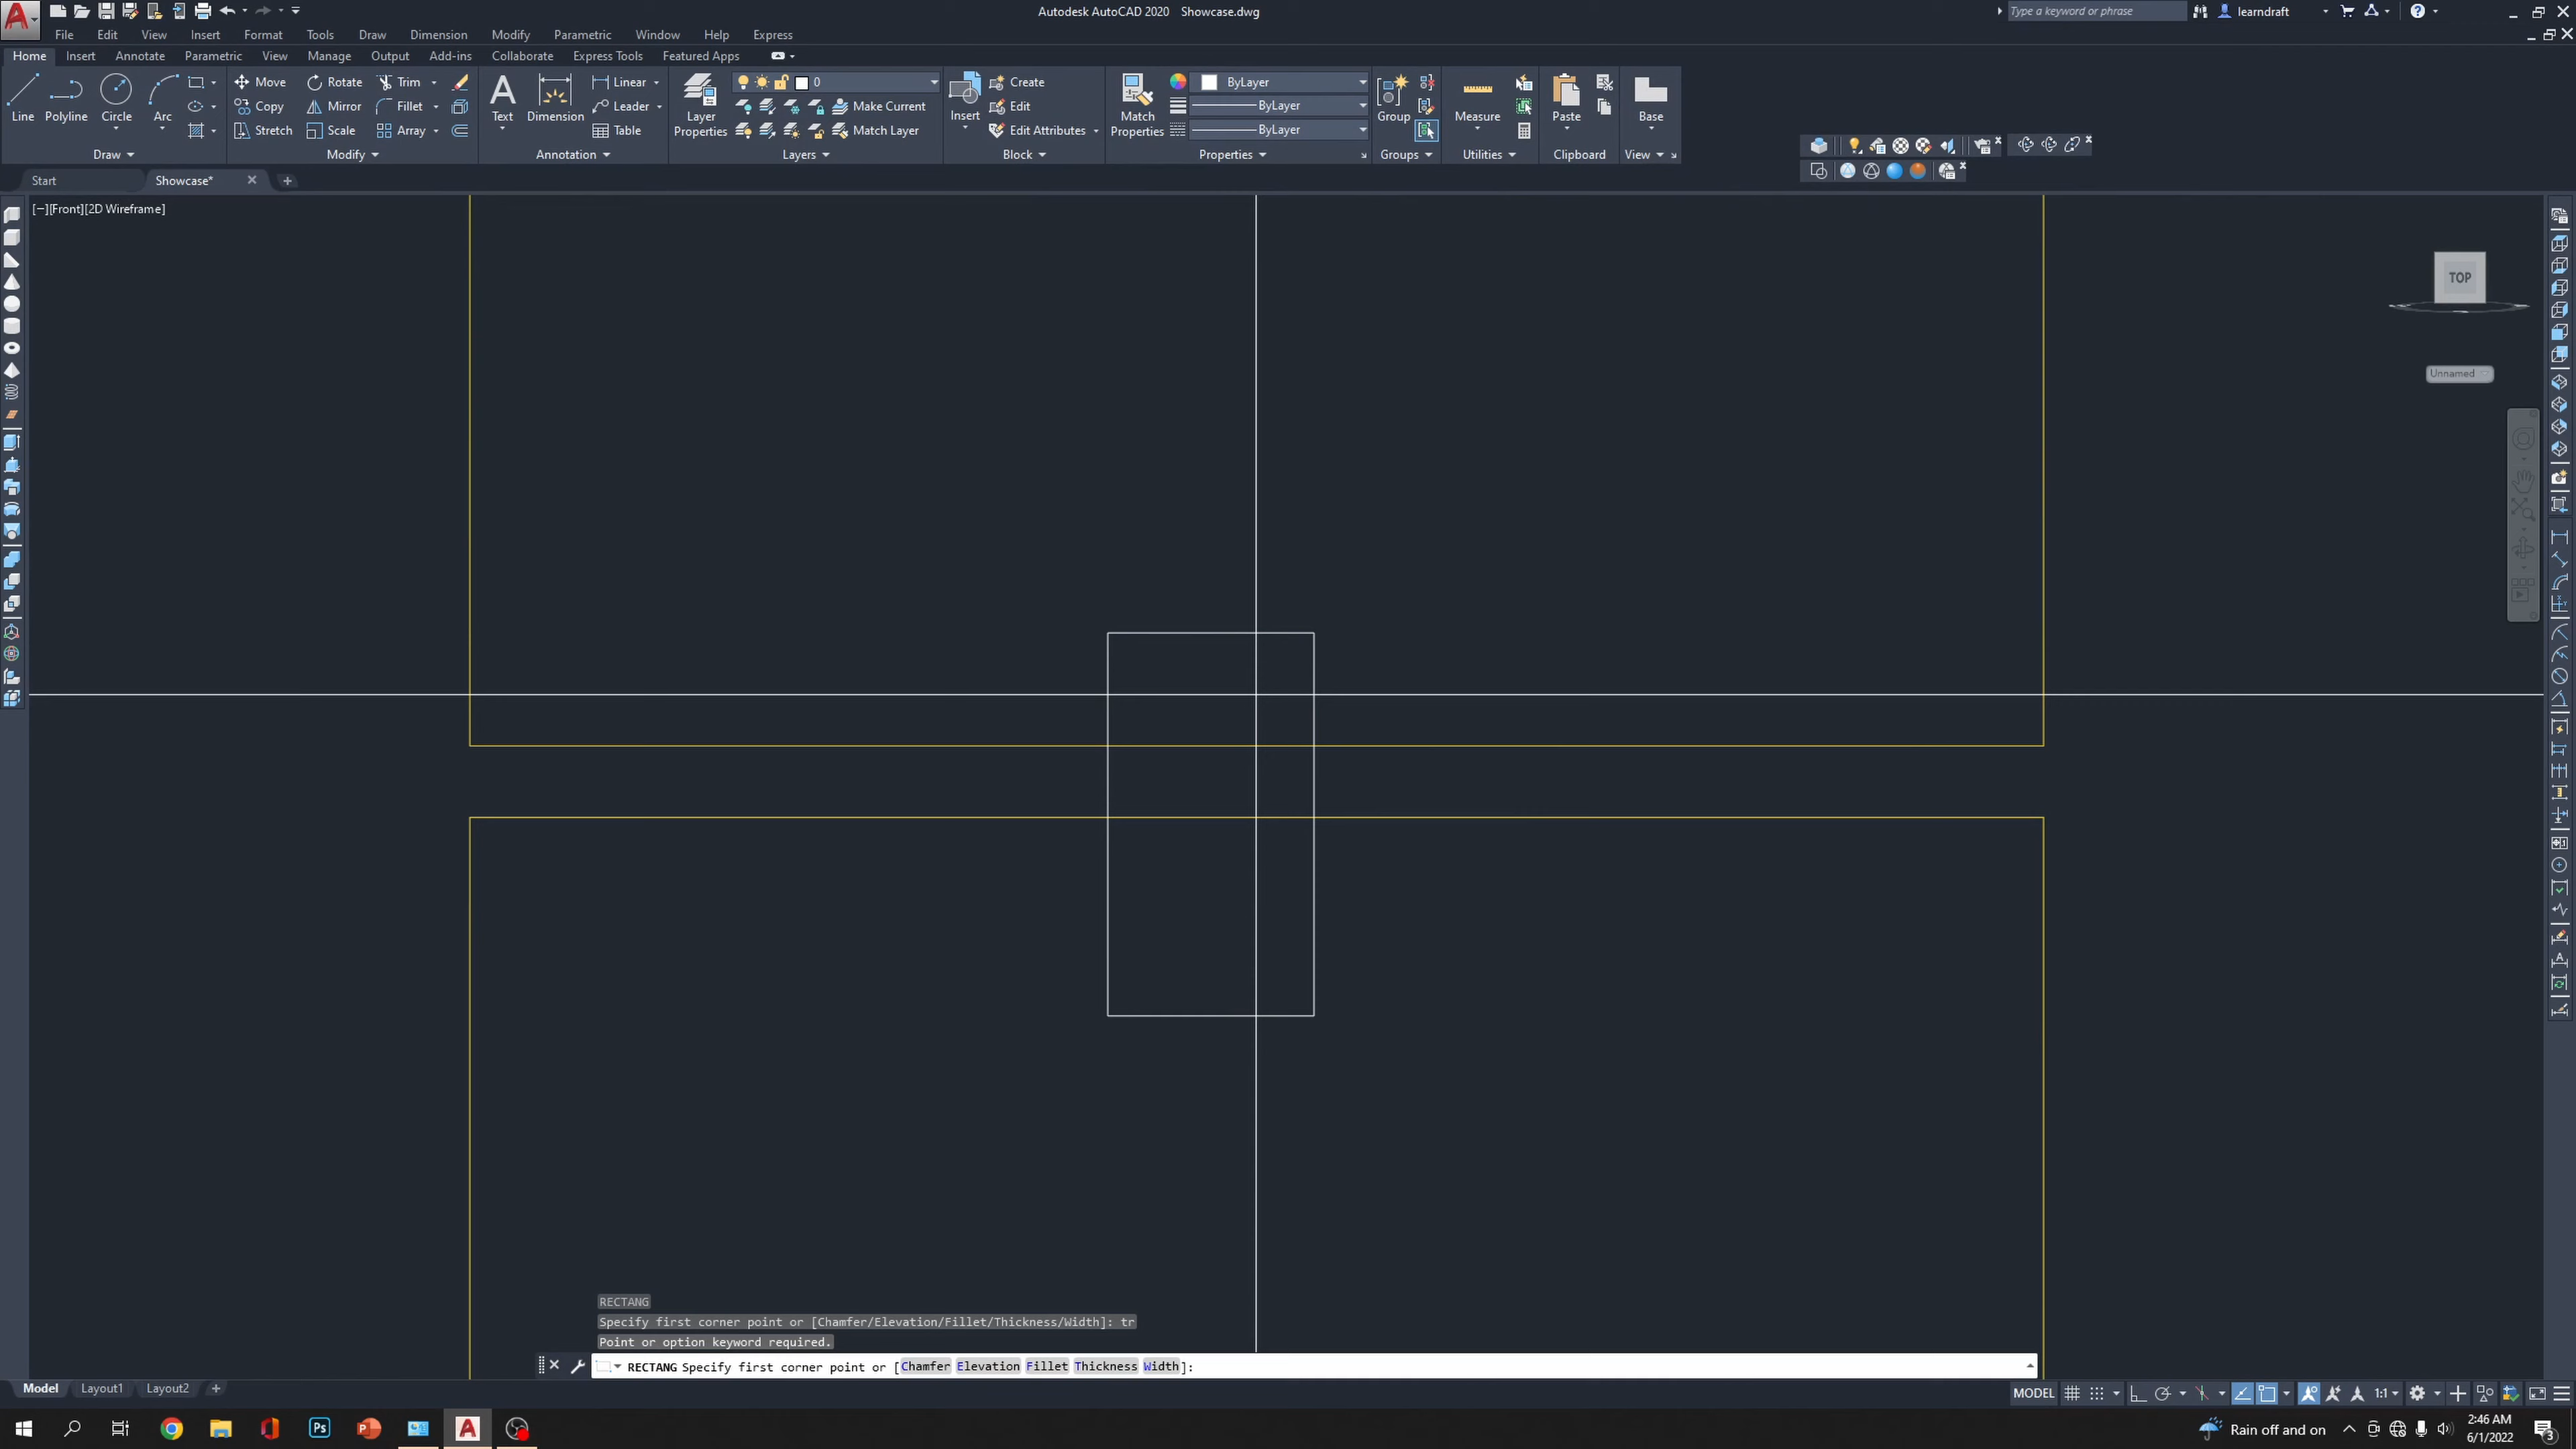 Autodesk AutoCAD 2020 Showcase.dwg
Type a keyword or phrase
learndraft
File Edit View Insert Format Tools Draw Dimension Modify Parametric Window Help Express
Home Insert Annotate Parametric View Manage Output Add-ins Collaborate Express Tools Featured Apps
Line Polyline Circle Arc
Move Rotate Trim
Copy Mirror Fillet
Stretch Scale Array
Text Dimension
Linear
Leader
Table
Layer Properties
0
Make Current
Match Layer
Insert
Create
Edit
Edit Attributes
Match Properties
ByLayer
ByLayer
ByLayer
Group
Measure
Paste
Base
Draw Modify Annotation Layers Block Properties Groups Utilities Clipboard View
Start Showcase*
[−][Front][2D Wireframe]
TOP
Unnamed
RECTANG
Specify first corner point or [Chamfer/Elevation/Fillet/Thickness/Width]: tr
Point or option keyword required.
RECTANG Specify first corner point or [Chamfer Elevation Fillet Thickness Width]:
Model Layout1 Layout2
MODEL 1:1
Rain off and on
2:46 AM
6/1/2022
3